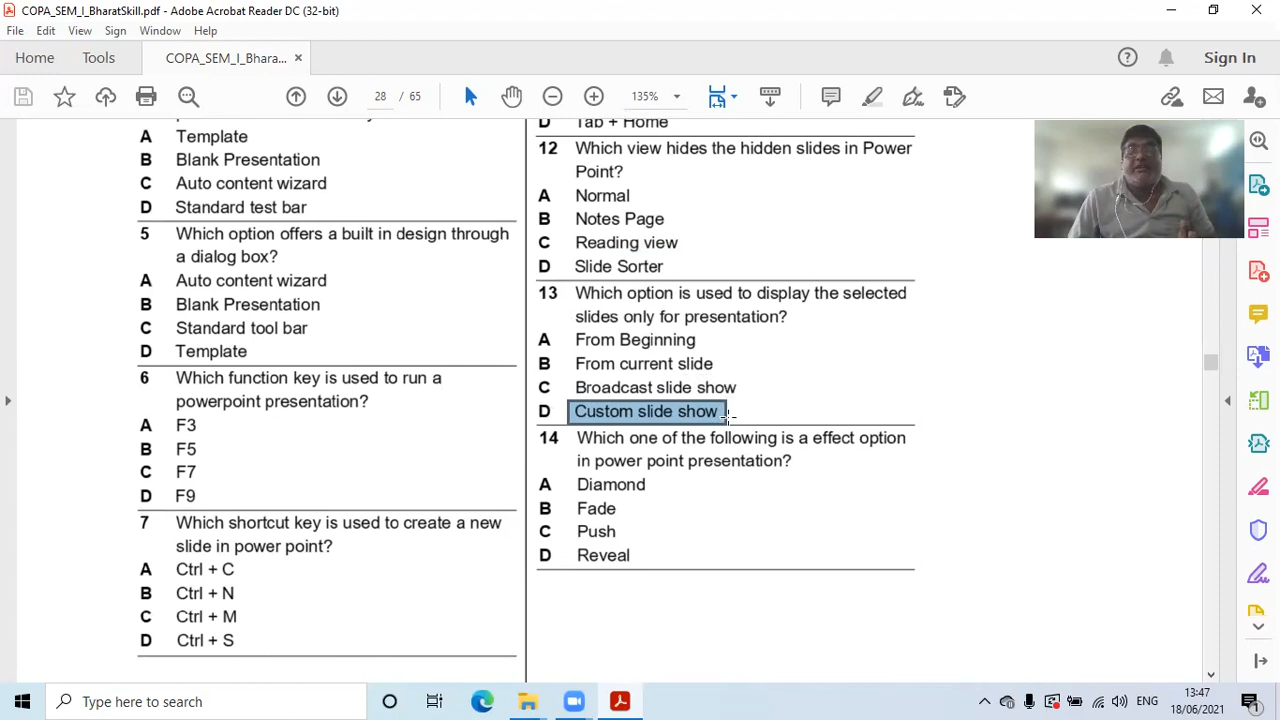 COPA_SEM_I_BharatSkill.pdf - Adobe Acrobat Reader DC (32-bit)
File Edit View Sign Window Help
Home Tools COPA_SEM_I_Bhara... × Sign In
28 / 65 135%
A Template
B Blank Presentation
C Auto content wizard
D Standard test bar
5 Which option offers a built in design through
a dialog box?
A Auto content wizard
B Blank Presentation
C Standard tool bar
D Template
6 Which function key is used to run a
powerpoint presentation?
A F3
B F5
C F7
D F9
7 Which shortcut key is used to create a new
slide in power point?
A Ctrl + C
B Ctrl + N
C Ctrl + M
D Ctrl + S
D Tab + Home
12 Which view hides the hidden slides in Power
Point?
A Normal
B Notes Page
C Reading view
D Slide Sorter
13 Which option is used to display the selected
slides only for presentation?
A From Beginning
B From current slide
C Broadcast slide show
D Custom slide show
14 Which one of the following is a effect option
in power point presentation?
A Diamond
B Fade
C Push
D Reveal
Type here to search
ENG
13:47
18/06/2021